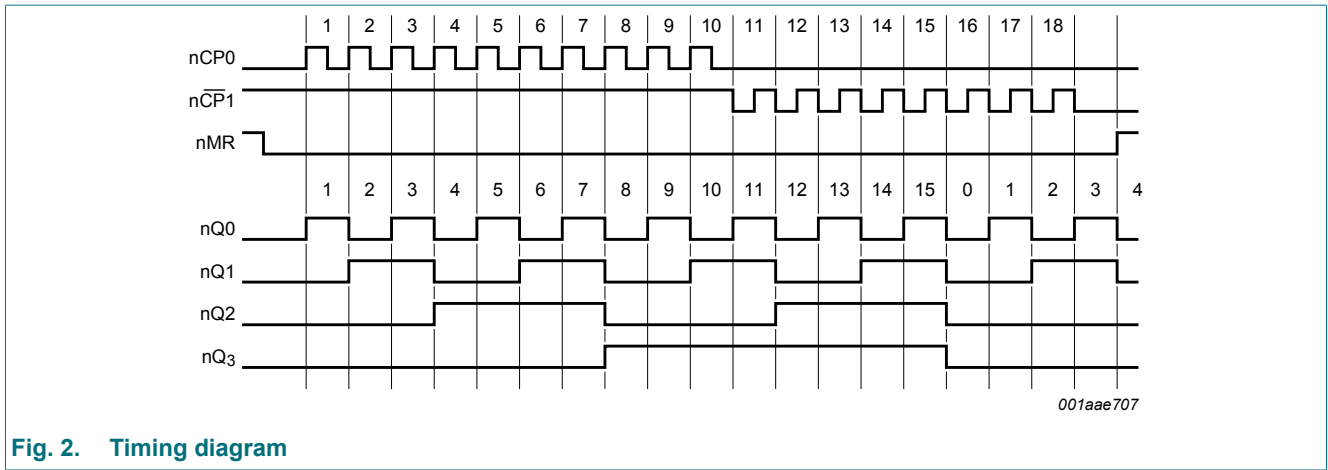 1 2 3 4 5 6 7 8 9 10 11 12 13 14 15 16 17 18
nCP0
nC̅P̅1
nMR
1 2 3 4 5 6 7 8 9 10 11 12 13 14 15 0 1 2 3 4
nQ0
nQ1
nQ2
nQ3
001aae707
Fig. 2. Timing diagram